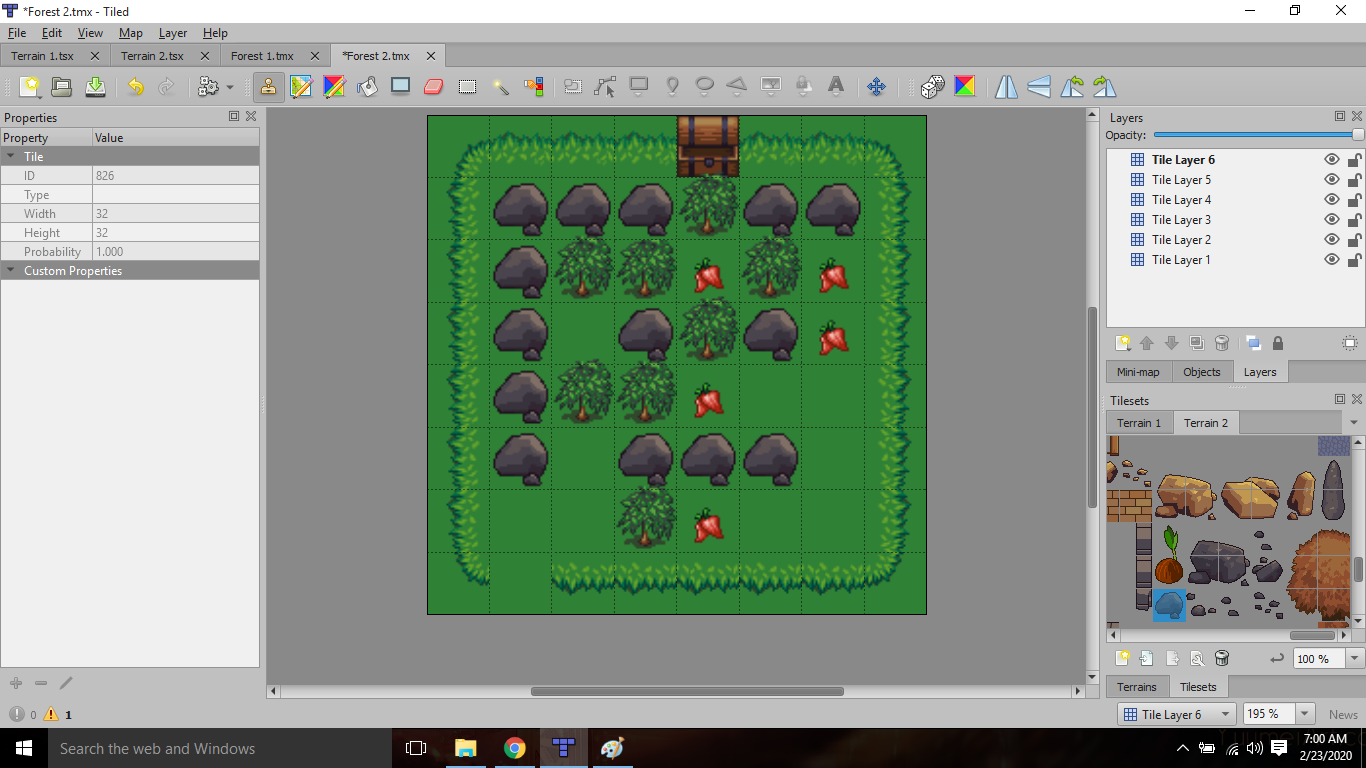 *Forest 2.tmx - Tiled
File Edit View Map Layer Help
Terrain 1.tsx Terrain 2.tsx Forest 1.tmx *Forest 2.tmx
Properties
Property Value
Tile
ID 826
Type
Width 32
Height 32
Probability 1.000
Custom Properties
0 1
Layers
Opacity:
Tile Layer 6
Tile Layer 5
Tile Layer 4
Tile Layer 3
Tile Layer 2
Tile Layer 1
Mini-map Objects Layers
Tilesets
Terrain 1 Terrain 2
100 %
Terrains Tilesets
Tile Layer 6 195 % News
Search the web and Windows
7:00 AM
2/23/2020